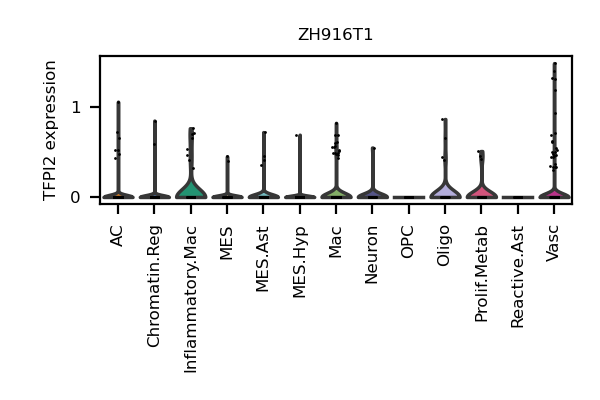 ZH916T1
TFPI2 expression
1
0
AC
Chromatin.Reg
Inflammatory.Mac
MES
MES.Ast
MES.Hyp
Mac
Neuron
OPC
Oligo
Prolif.Metab
Reactive.Ast
Vasc